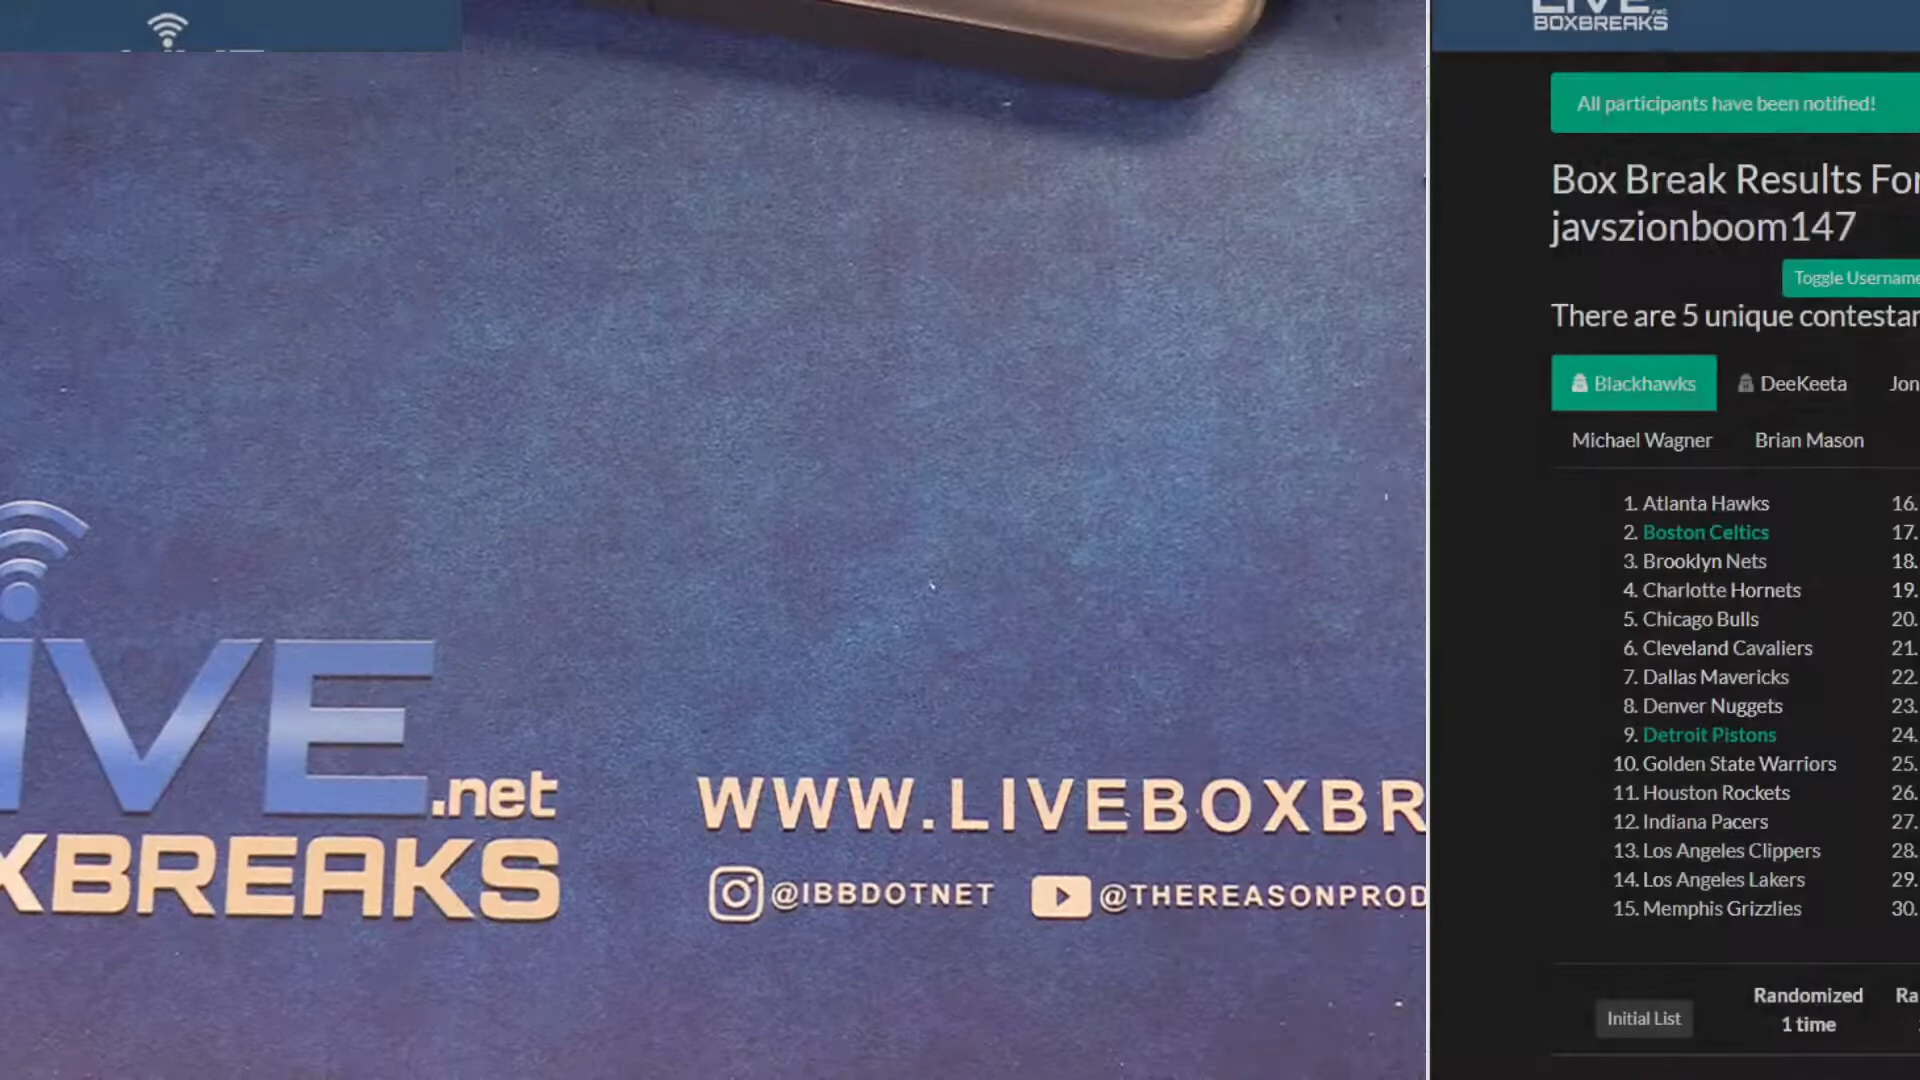 IVE
.net
XBREAKS
WWW.LIVEBOXBR
@IBBDOTNET @THEREASONPROD
LIVE
BOXBREAKS
All participants have been notified!
Box Break Results For
javszionboom147
Toggle Username
There are 5 unique contestan
Blackhawks DeeKeeta Jon
Michael Wagner Brian Mason
1. Atlanta Hawks 16.
2. Boston Celtics 17.
3. Brooklyn Nets 18.
4. Charlotte Hornets 19.
5. Chicago Bulls 20.
6. Cleveland Cavaliers 21.
7. Dallas Mavericks 22.
8. Denver Nuggets 23.
9. Detroit Pistons 24.
10. Golden State Warriors 25.
11. Houston Rockets 26.
12. Indiana Pacers 27.
13. Los Angeles Clippers 28.
14. Los Angeles Lakers 29.
15. Memphis Grizzlies 30.
Initial List
Randomized Ra
1 time